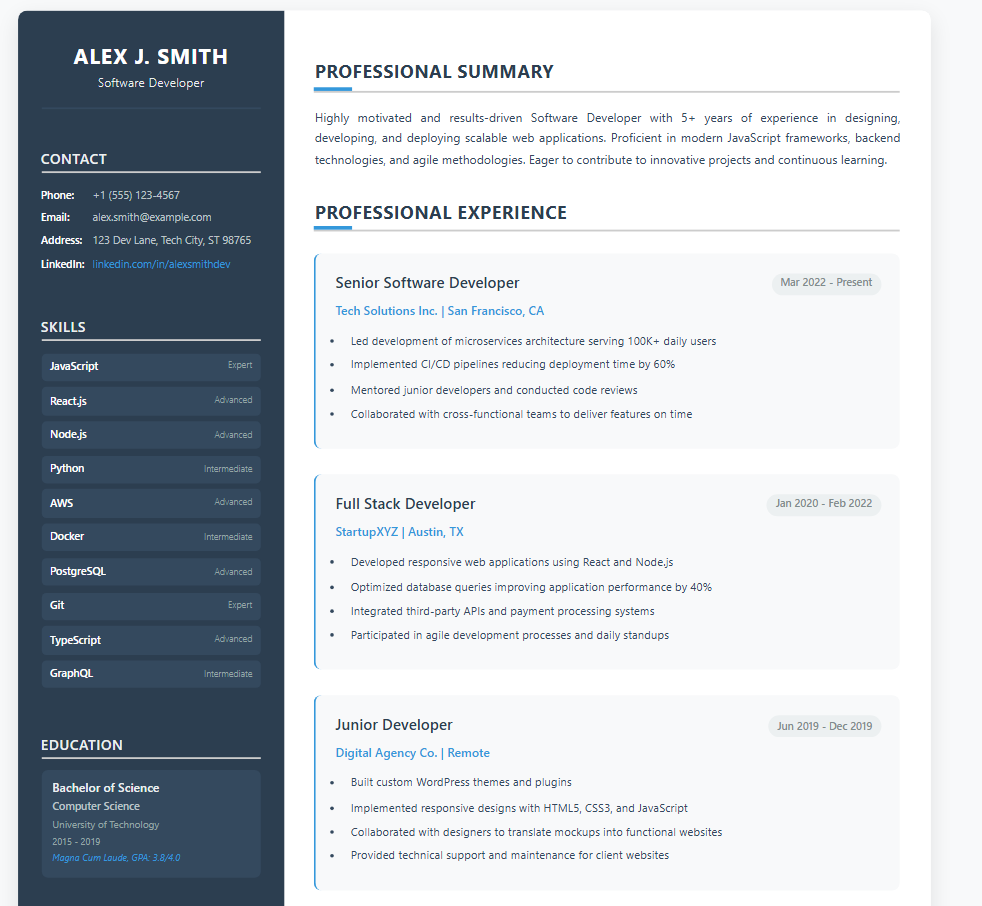 ALEX J. SMITH
Software Developer
CONTACT
Phone: +1 (555) 123-4567
Email: alex.smith@example.com
Address: 123 Dev Lane, Tech City, ST 98765
LinkedIn: linkedin.com/in/alexsmithdev
SKILLS
JavaScript Expert
React.js Advanced
Node.js Advanced
Python Intermediate
AWS Advanced
Docker Intermediate
PostgreSQL Advanced
Git Expert
TypeScript Advanced
GraphQL Intermediate
EDUCATION
Bachelor of Science
Computer Science
University of Technology
2015 - 2019
Magna Cum Laude, GPA: 3.8/4.0
PROFESSIONAL SUMMARY
Highly motivated and results-driven Software Developer with 5+ years of experience in designing,
developing, and deploying scalable web applications. Proficient in modern JavaScript frameworks, backend
technologies, and agile methodologies. Eager to contribute to innovative projects and continuous learning.
PROFESSIONAL EXPERIENCE
Senior Software Developer Mar 2022 - Present
Tech Solutions Inc. | San Francisco, CA
• Led development of microservices architecture serving 100K+ daily users
• Implemented CI/CD pipelines reducing deployment time by 60%
• Mentored junior developers and conducted code reviews
• Collaborated with cross-functional teams to deliver features on time
Full Stack Developer Jan 2020 - Feb 2022
StartupXYZ | Austin, TX
• Developed responsive web applications using React and Node.js
• Optimized database queries improving application performance by 40%
• Integrated third-party APIs and payment processing systems
• Participated in agile development processes and daily standups
Junior Developer Jun 2019 - Dec 2019
Digital Agency Co. | Remote
• Built custom WordPress themes and plugins
• Implemented responsive designs with HTML5, CSS3, and JavaScript
• Collaborated with designers to translate mockups into functional websites
• Provided technical support and maintenance for client websites